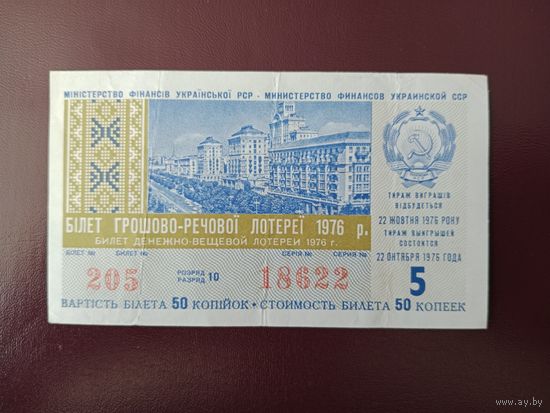 МІНІСТЕРСТВО ФІНАНСІВ УКРАЇНСЬКОЇ РСР - МИНИСТЕРСТВО ФИНАНСОВ УКРАИНСКОЙ ССР
ТИРАЖ ВИГРАШІВ
ВІДБУДЕТЬСЯ
22 ЖОВТНЯ 1976 РОКУ
ТИРАЖ ВЫИГРЫШЕЙ
СОСТОИТСЯ
22 ОКТЯБРЯ 1976 ГОДА
5
БІЛЕТ ГРОШОВО-РЕЧОВОЇ ЛОТЕРЕЇ 1976 р.
БИЛЕТ ДЕНЕЖНО-ВЕЩЕВОЙ ЛОТЕРЕИ 1976 г.
БІЛЕТ № БИЛЕТ № СЕРІЯ № СЕРИЯ №
205 РОЗРЯД РАЗРЯД 10 18622
ВАРТІСТЬ БІЛЕТА 50 КОПІЙОК • СТОИМОСТЬ БИЛЕТА 50 КОПЕЕК
www.ay.by